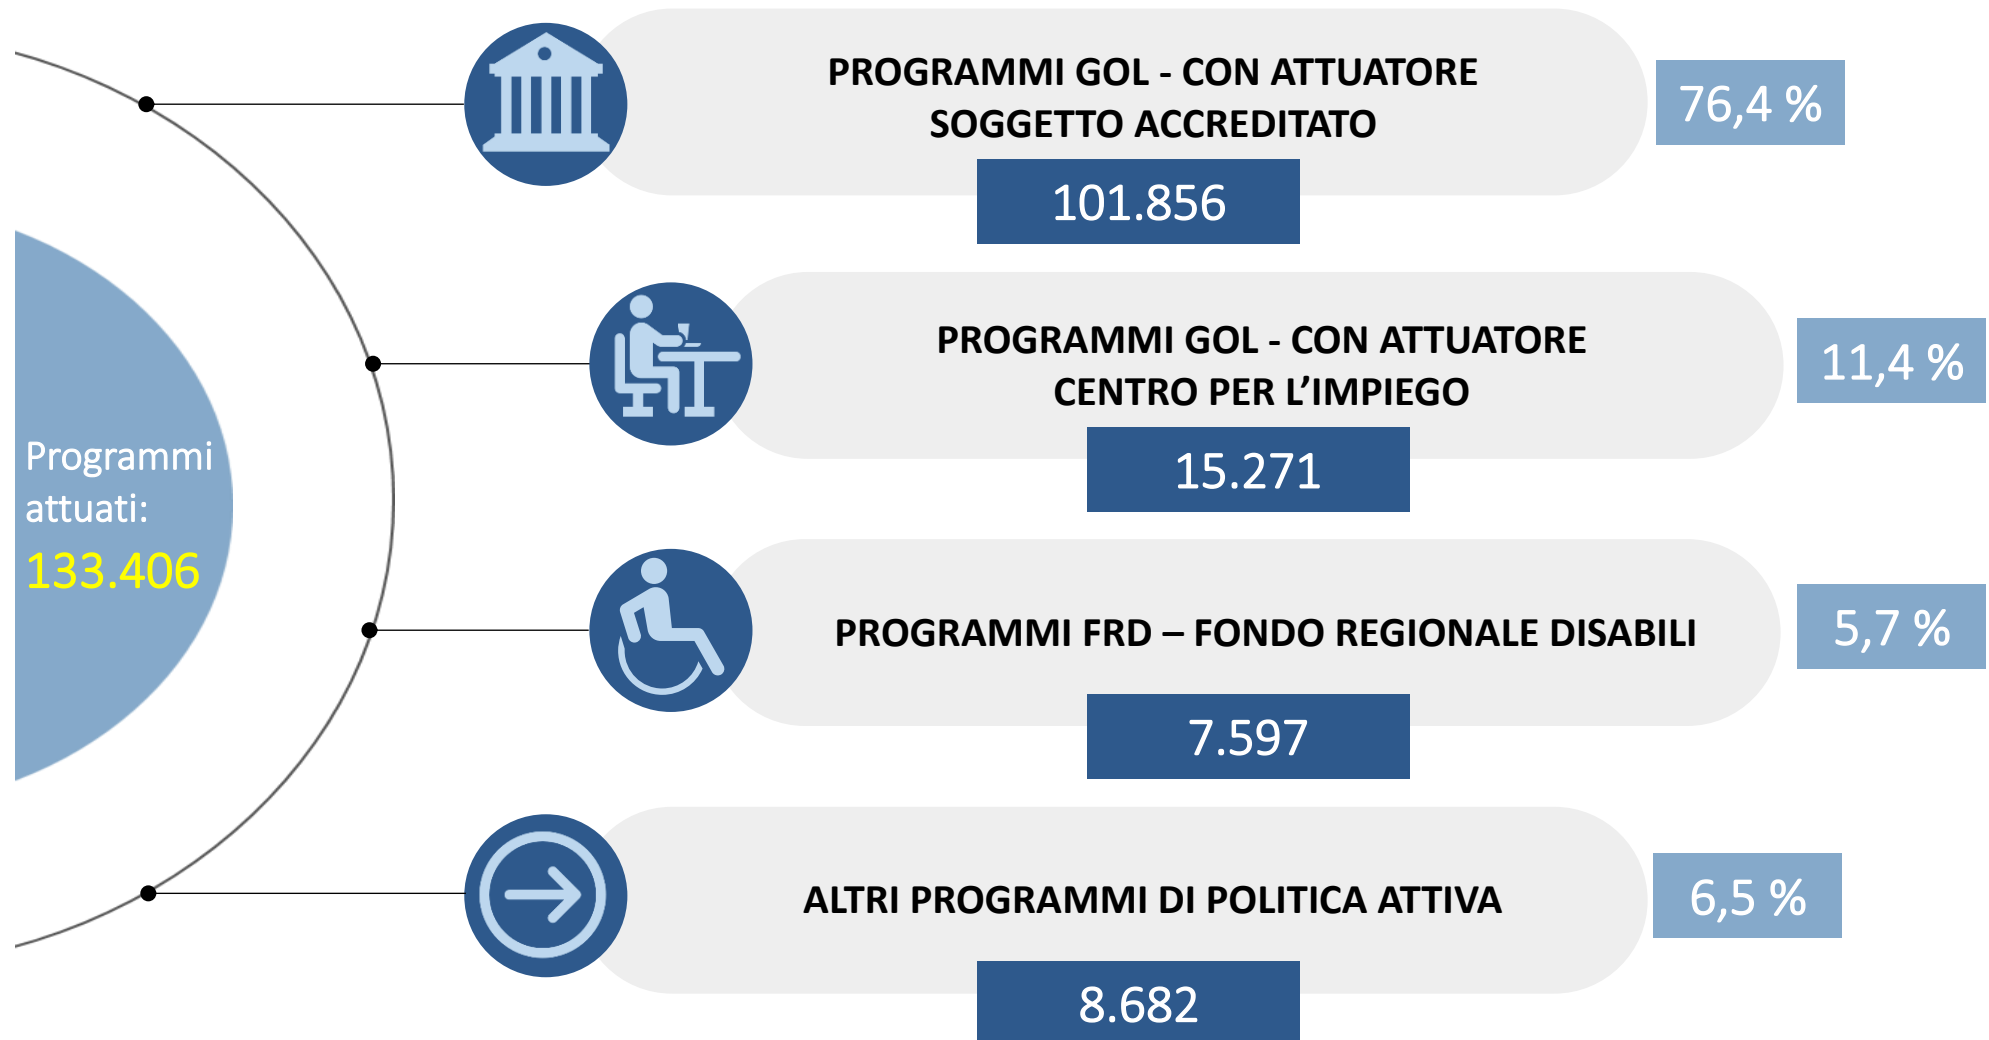 PROGRAMMI GOL - CON ATTUATORE
SOGGETTO ACCREDITATO
76,4 %
101.856
PROGRAMMI GOL - CON ATTUATORE
CENTRO PER L’IMPIEGO
11,4 %
15.271
Programmi
attuati:
133.406
PROGRAMMI FRD – FONDO REGIONALE DISABILI
5,7 %
7.597
ALTRI PROGRAMMI DI POLITICA ATTIVA
6,5 %
8.682